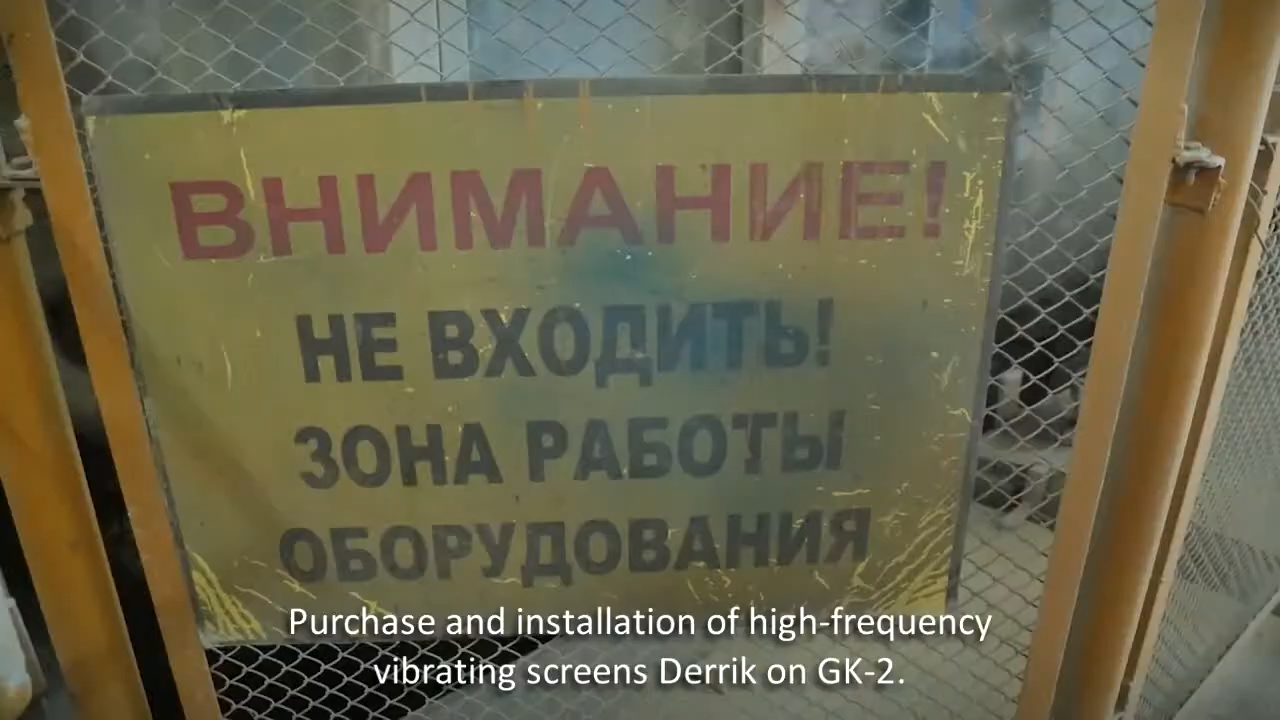 ВНИМАНИЕ!
НЕ ВХОДИТЬ!
ЗОНА РАБОТЫ
ОБОРУДОВАНИЯ
Purchase and installation of high-frequency
vibrating screens Derrik on GK-2.